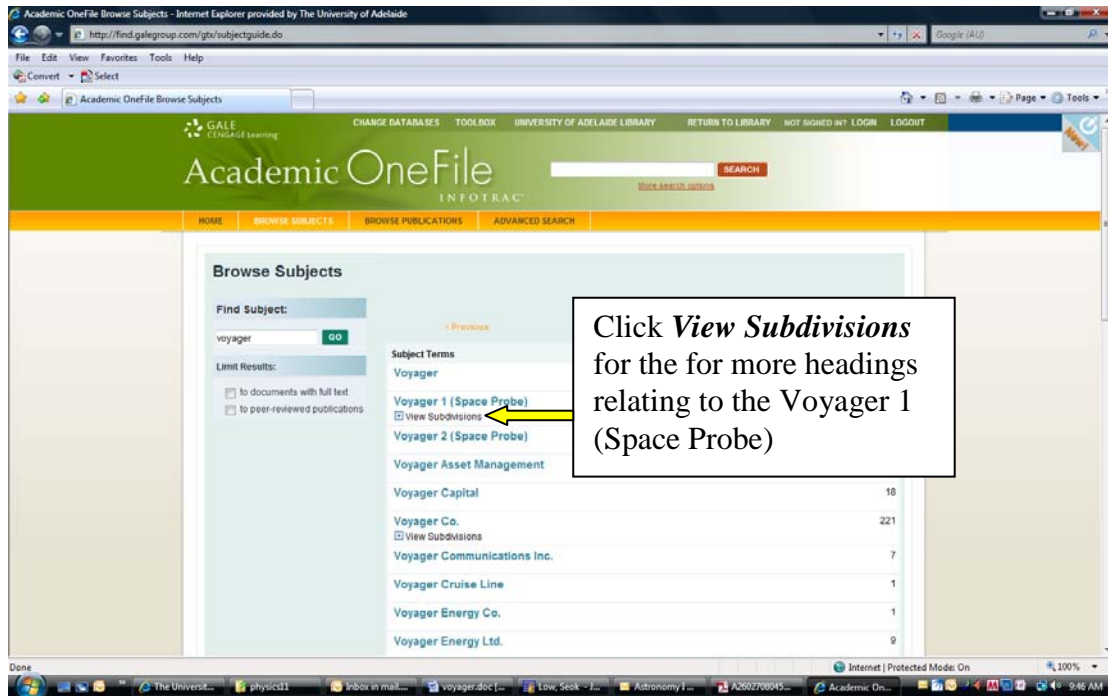 Academic OneFile Browse Subjects - Internet Explorer provided by The University of Adelaide
http://find.galegroup.com/gtx/subjectguide.do
Google (AU)
File Edit View Favorites Tools Help
Convert Select
Academic OneFile Browse Subjects
Page Tools
GALE
CENGAGE Learning
CHANGE DATABASES TOOLBOX UNIVERSITY OF ADELAIDE LIBRARY RETURN TO LIBRARY NOT SIGNED IN? LOGIN LOGOUT
Academic OneFile
INFOTRAC
SEARCH
More search options
HOME BROWSE SUBJECTS BROWSE PUBLICATIONS ADVANCED SEARCH
Browse Subjects
Find Subject:
voyager GO
Limit Results:
to documents with full text
to peer-reviewed publications
< Previous
Subject Terms
Voyager
Voyager 1 (Space Probe)
View Subdivisions
Voyager 2 (Space Probe)
Voyager Asset Management
Voyager Capital 18
Voyager Co. 221
View Subdivisions
Voyager Communications Inc. 7
Voyager Cruise Line 1
Voyager Energy Co. 1
Voyager Energy Ltd. 9
Click View Subdivisions
for the for more headings
relating to the Voyager 1
(Space Probe)
Done
Internet | Protected Mode: On 100%
The Universit... physics11 Inbox in mail.... voyager.doc [... Low, Seok - J... Astronomy I ... A2602708045... Academic On... 9:46 AM